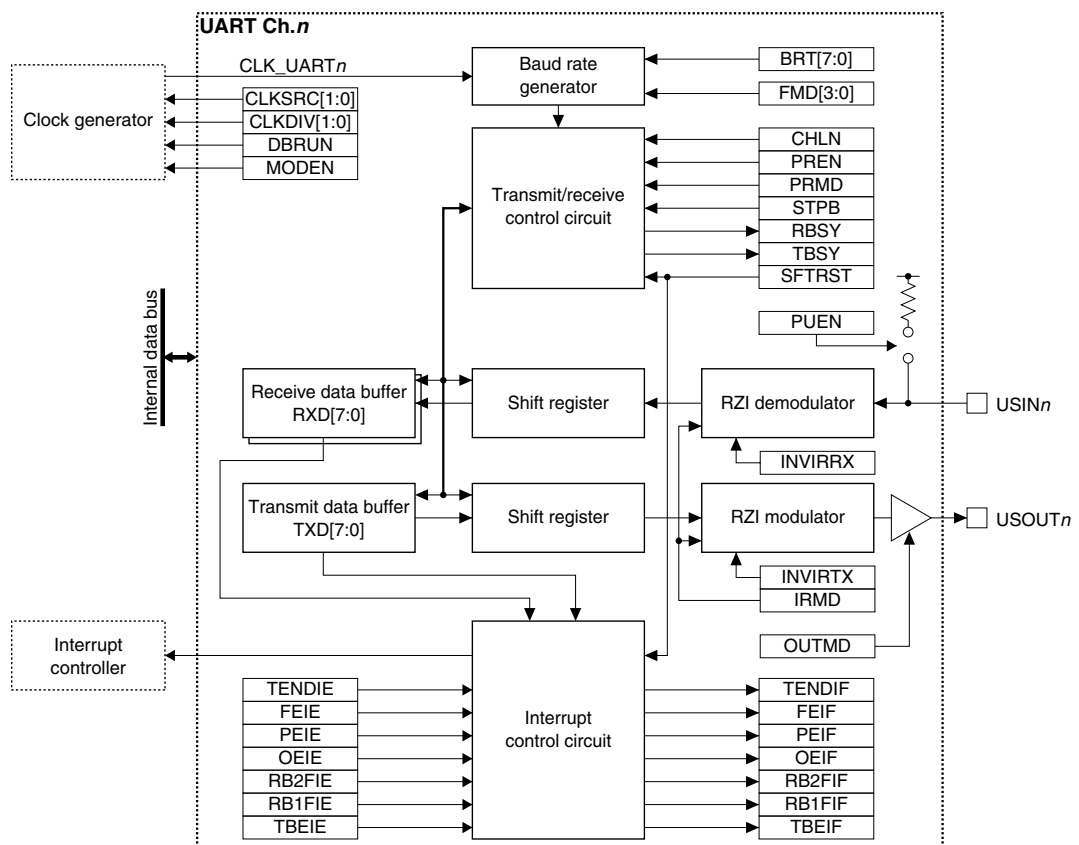 UART Ch.n
CLK_UARTn
Clock generator
CLKSRC[1:0]
CLKDIV[1:0]
DBRUN
MODEN
Baud rate
generator
BRT[7:0]
FMD[3:0]
Transmit/receive
control circuit
CHLN
PREN
PRMD
STPB
RBSY
TBSY
SFTRST
PUEN
Internal data bus
Receive data buffer
RXD[7:0]
Shift register
RZI demodulator
USINn
INVIRRX
Transmit data buffer
TXD[7:0]
Shift register
RZI modulator
USOUTn
INVIRTX
IRMD
OUTMD
Interrupt
controller
Interrupt
control circuit
TENDIE
FEIE
PEIE
OEIE
RB2FIE
RB1FIE
TBEIE
TENDIF
FEIF
PEIF
OEIF
RB2FIF
RB1FIF
TBEIF